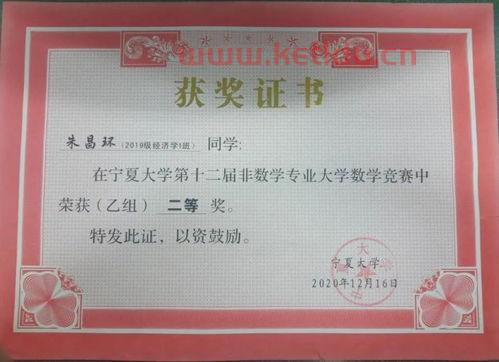 www.ketiku.cn
获奖证书
朱昌环(2019级经济学1班) 同学:
在宁夏大学第十二届非数学专业大学数学竞赛中
荣获(乙组) 二等 奖。
特发此证,以资鼓励。
宁夏大学
2020年12月16日